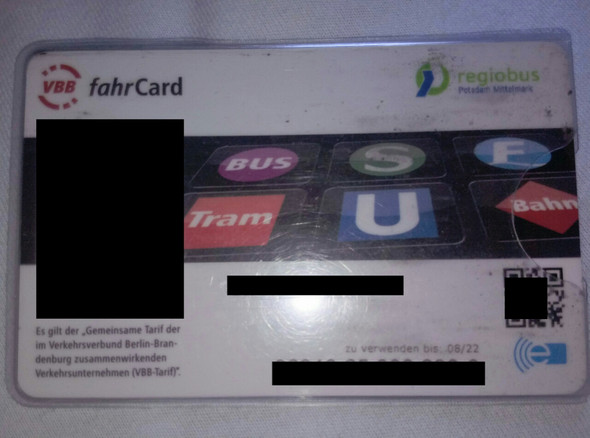 VBB fahrCard
regiobus
Potsdam Mittelmark
BUS
S
F
Tram
U
Bahn
Es gilt der „Gemeinsame Tarif der
im Verkehrsverbund Berlin-Bran-
denburg zusammenwirkenden
Verkehrsunternehmen (VBB-Tarif)“.
zu verwenden bis: 08/22
e